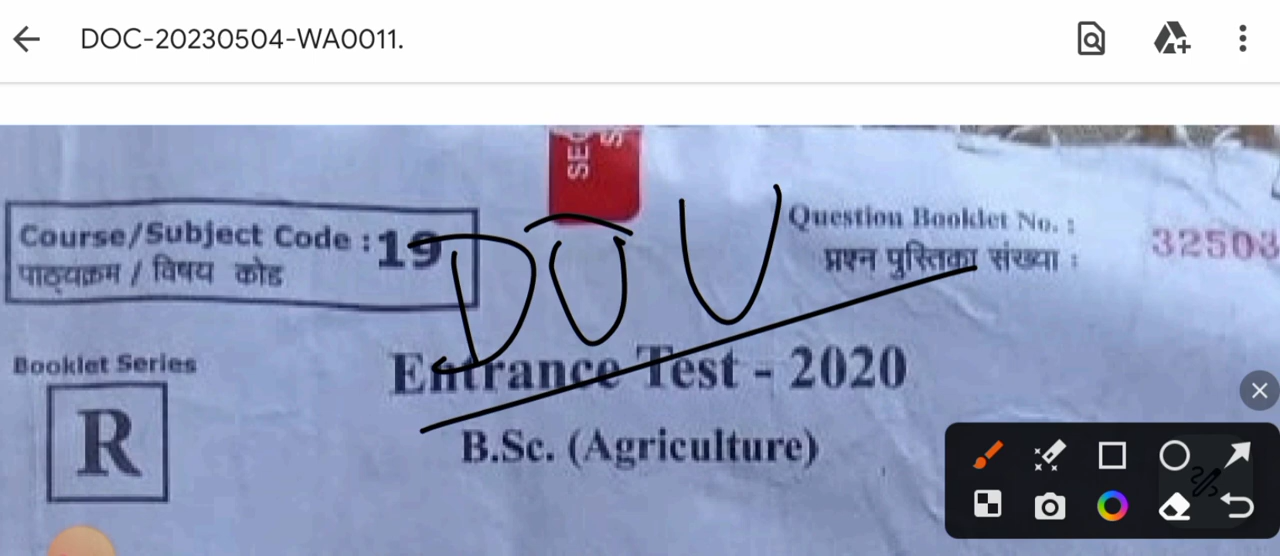 DOC-20230504-WA0011.
SEC
S
Course/Subject Code : 19
पाठ्यक्रम / विषय कोड
Question Booklet No. :
प्रश्न पुस्तिका संख्या :
32503
DOU
Booklet Series
R
Entrance Test - 2020
B.Sc. (Agriculture)